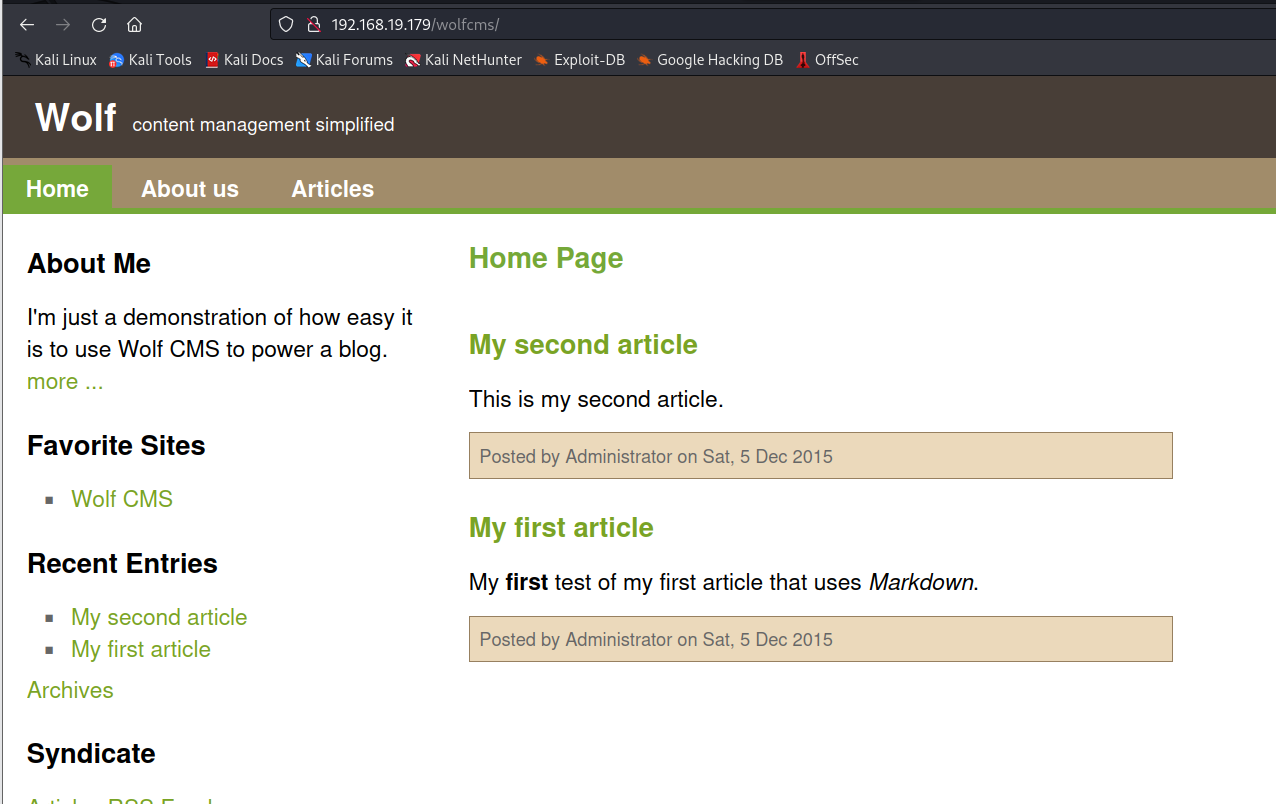 192.168.19.179/wolfcms/
Kali Linux Kali Tools Kali Docs Kali Forums Kali NetHunter Exploit-DB Google Hacking DB OffSec
Wolf content management simplified
Home About us Articles
About Me
I'm just a demonstration of how easy it
is to use Wolf CMS to power a blog.
more ...
Favorite Sites
Wolf CMS
Recent Entries
My second article
My first article
Archives
Syndicate
Articles RSS Feed
Home Page
My second article
This is my second article.
Posted by Administrator on Sat, 5 Dec 2015
My first article
My first test of my first article that uses Markdown.
Posted by Administrator on Sat, 5 Dec 2015